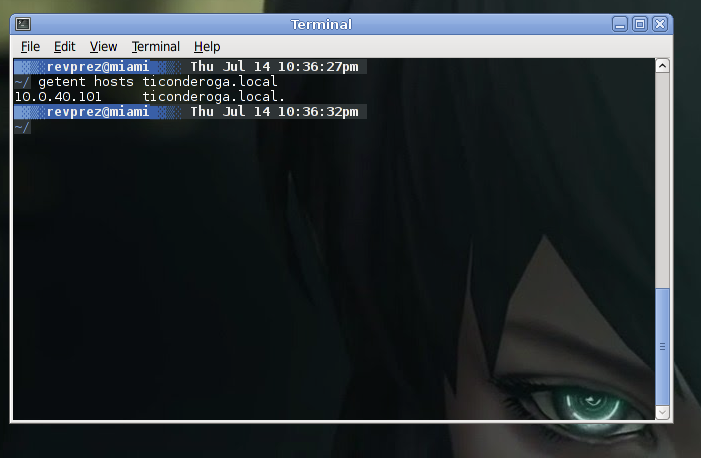 Terminal
File Edit View Terminal Help
revprez@miami Thu Jul 14 10:36:27pm
~/ getent hosts ticonderoga.local
10.0.40.101 ticonderoga.local.
revprez@miami Thu Jul 14 10:36:32pm
~/